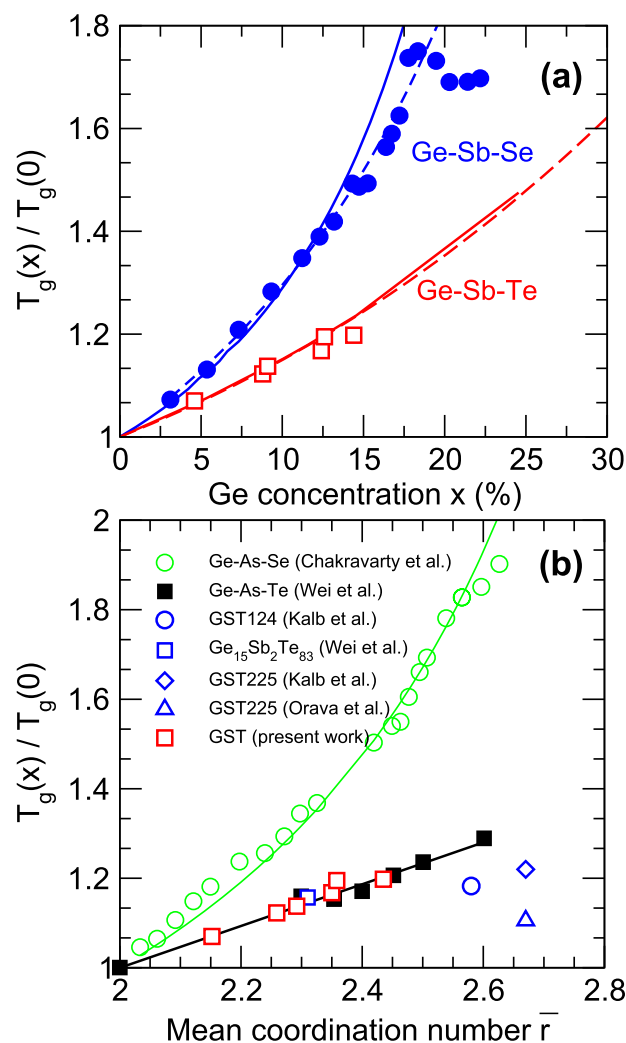 1.8
(a)
1.6
Ge-Sb-Se
T_g(x) / T_g(0)
1.4
Ge-Sb-Te
1.2
1
0 5 10 15 20 25 30
Ge concentration x (%)
2
(b)
Ge-As-Se (Chakravarty et al.)
Ge-As-Te (Wei et al.)
GST124 (Kalb et al.)
1.8
Ge₁₅Sb₂Te₈₃ (Wei et al.)
GST225 (Kalb et al.)
GST225 (Orava et al.)
GST (present work)
T_g(x) / T_g(0)
1.6
1.4
1.2
1
2 2.2 2.4 2.6 2.8
Mean coordination number r̅